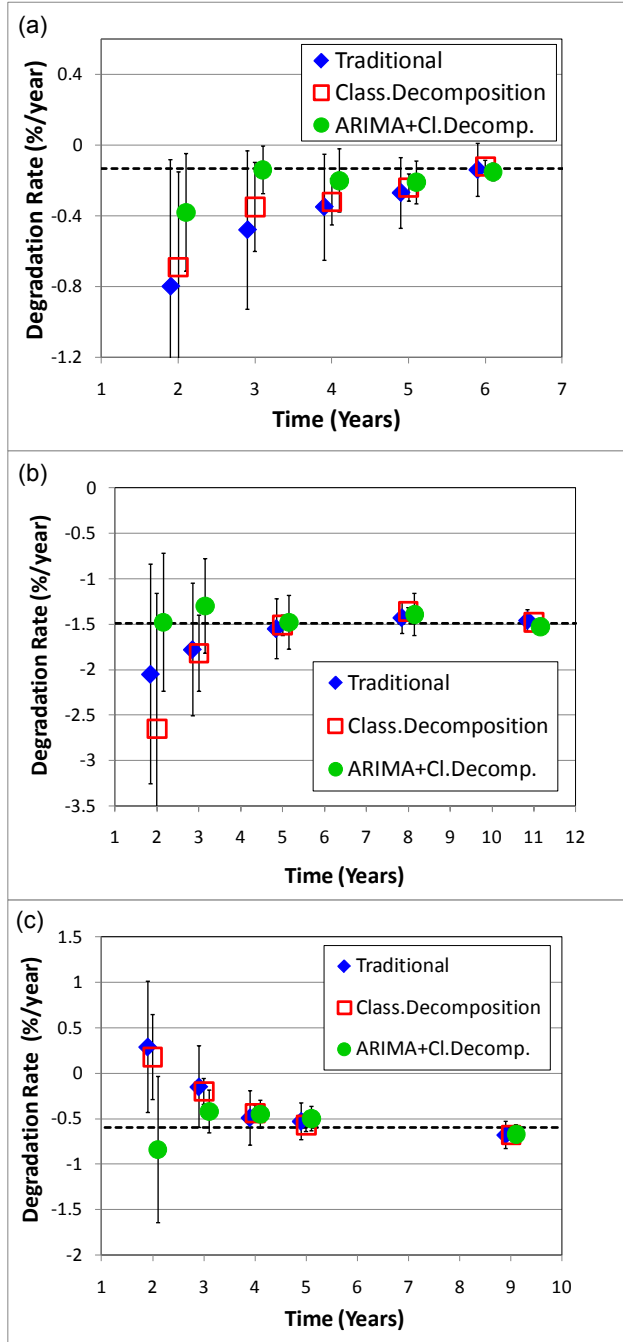 (a)
Traditional
Class.Decomposition
ARIMA+Cl.Decomp.
Degradation Rate (%/year)
0.4
0
-0.4
-0.8
-1.2
1 2 3 4 5 6 7
Time (Years)
(b)
Degradation Rate (%/year)
0
-0.5
-1
-1.5
-2
-2.5
-3
-3.5
Traditional
Class.Decomposition
ARIMA+Cl.Decomp.
1 2 3 4 5 6 7 8 9 10 11 12
Time (Years)
(c)
Degradation Rate (%/year)
1.5
1
0.5
0
-0.5
-1
-1.5
-2
Traditional
Class.Decomposition
ARIMA+Cl.Decomp.
1 2 3 4 5 6 7 8 9 10
Time (Years)